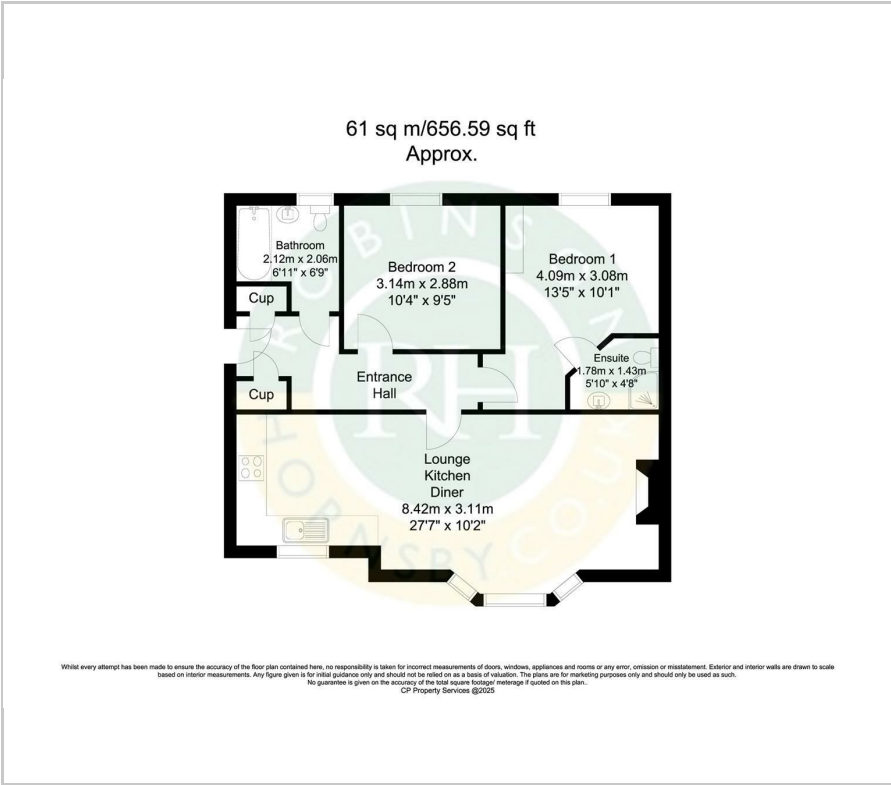 61 sq m/656.59 sq ft
Approx.
Bathroom
2.12m x 2.06m
6'11" x 6'9"
Bedroom 2
3.14m x 2.88m
10'4" x 9'5"
Bedroom 1
4.09m x 3.08m
13'5" x 10'1"
Cup
Ensuite
1.78m x 1.43m
5'10" x 4'8"
Entrance
Hall
Cup
Lounge
Kitchen
Diner
8.42m x 3.11m
27'7" x 10'2"
ROBINSON
RH
HORNSBY.CO.UK
Whilst every attempt has been made to ensure the accuracy of the floor plan contained here, no responsibility is taken for incorrect measurements of doors, windows, appliances and rooms or any error, omission or misstatement. Exterior and interior walls are drawn to scale
based on interior measurements. Any figure given is for initial guidance only and should not be relied on as a basis of valuation. The plans are for marketing purposes only and should only be used as such.
No guarantee is given on the accuracy of the total square footage/ meterage if quoted on this plan..
CP Property Services @2025